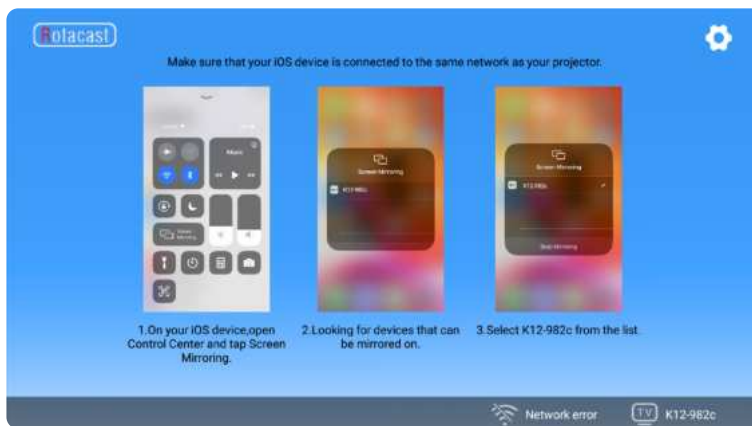 Rotacast
Make sure that your iOS device is connected to the same network as your projector.
Music
Screen
Mirroring
Screen Mirroring
K12-982c
Screen Mirroring
K12-982c
Stop Mirroring
1.On your iOS device,open
Control Center and tap Screen
Mirroring.
2.Looking for devices that can
be mirrored on.
3.Select K12-982c from the list.
Network error
TV
K12-982c